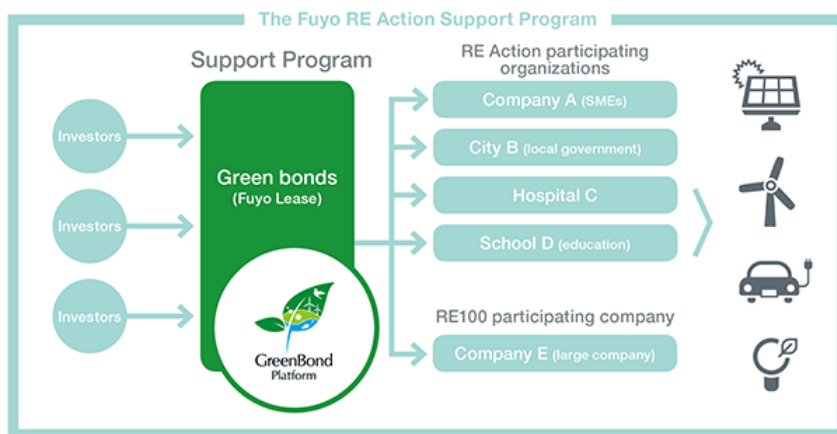 The Fuyo RE Action Support Program
Support Program
Investors
Investors
Investors
Green bonds
(Fuyo Lease)
GreenBond
Platform
RE Action participating
organizations
Company A (SMEs)
City B (local government)
Hospital C
School D (education)
RE100 participating company
Company E (large company)